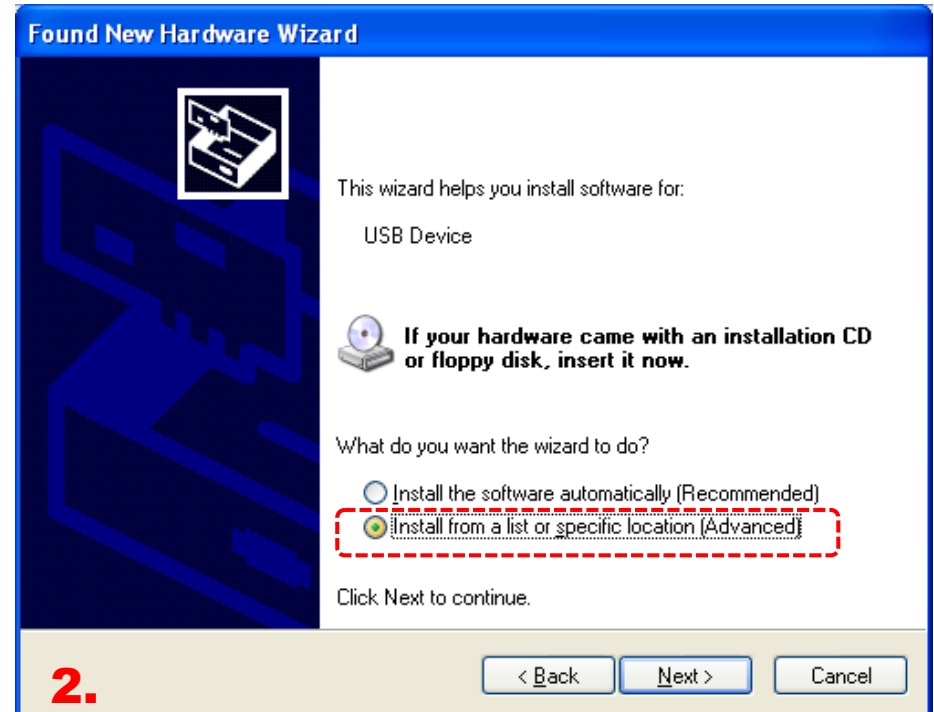 Found New Hardware Wizard
This wizard helps you install software for:
USB Device
If your hardware came with an installation CD
or floppy disk, insert it now.
What do you want the wizard to do?
Install the software automatically (Recommended)
Install from a list or specific location (Advanced)
Click Next to continue.
2.
< Back Next > Cancel